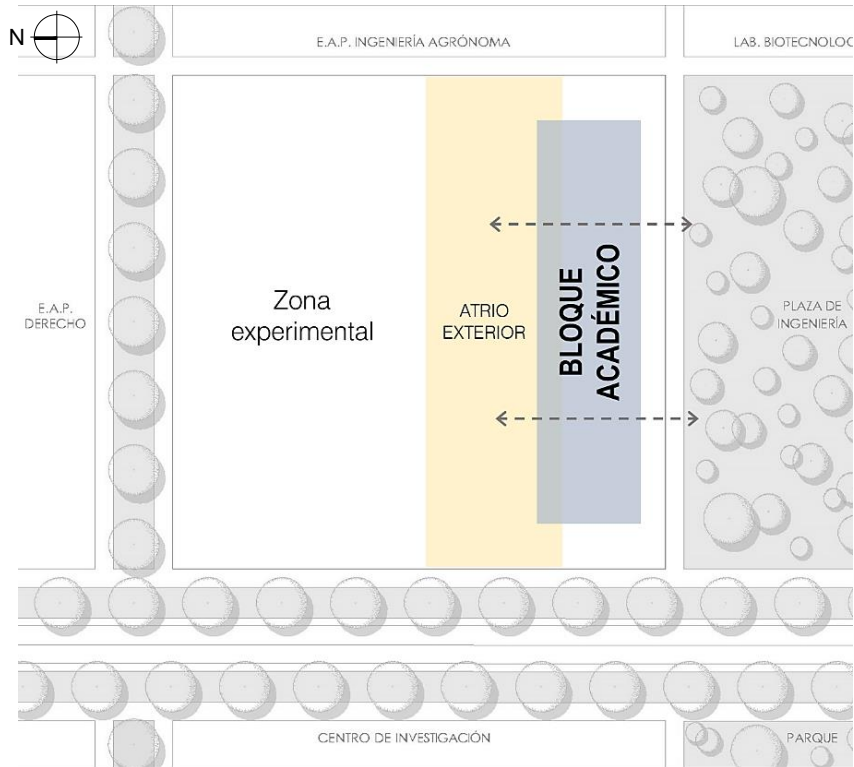 N
E.A.P. INGENIERÍA AGRÓNOMA
LAB. BIOTECNOLOG
E.A.P.
DERECHO
Zona
experimental
ATRIO
EXTERIOR
BLOQUE
ACADÉMICO
PLAZA DE
INGENIERÍA
CENTRO DE INVESTIGACIÓN
PARQUE